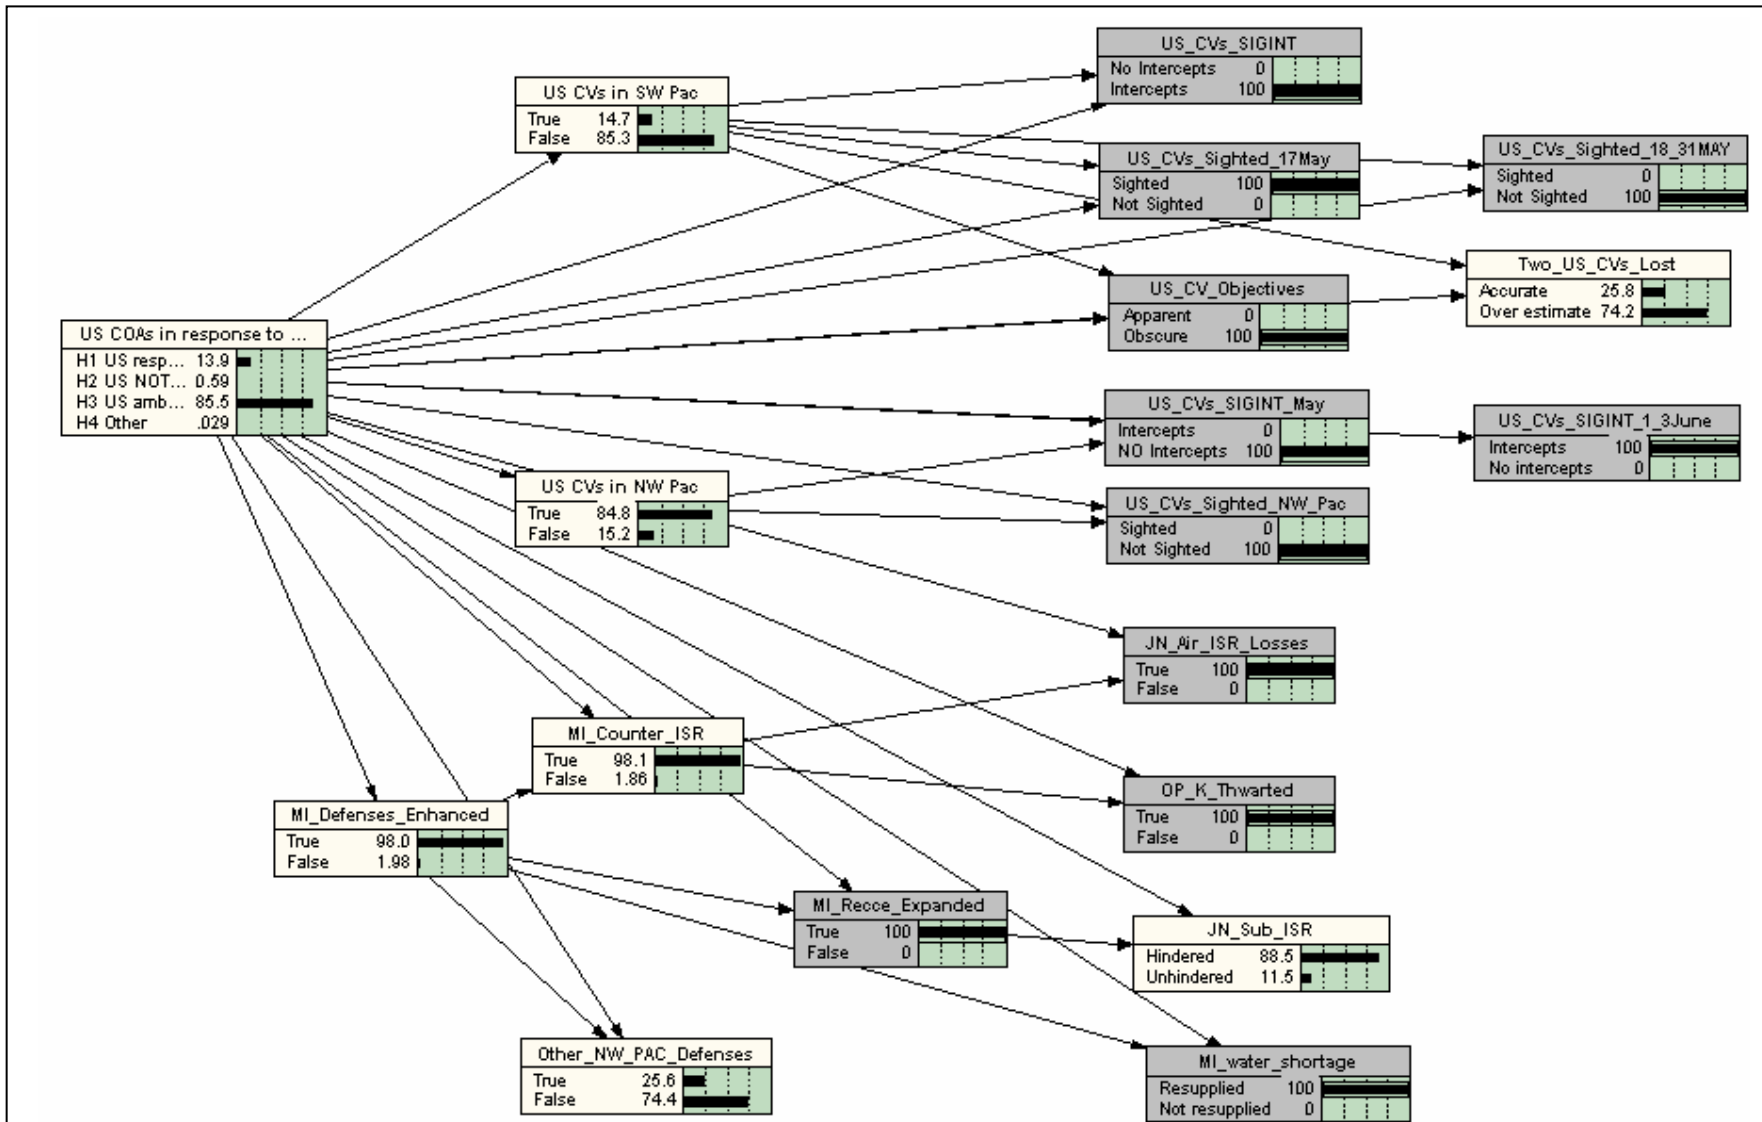 US_CVs_SIGINT
No Intercepts 0
Intercepts 100
US CVs in SW Pac
True 14.7
False 85.3
US_CVs_Sighted_17May
Sighted 100
Not Sighted 0
US_CVs_Sighted_18_31MAY
Sighted 0
Not Sighted 100
Two_US_CVs_Lost
Accurate 25.8
Over estimate 74.2
US_CV_Objectives
Apparent 0
Obscure 100
US COAs in response to ...
H1 US resp... 13.9
H2 US NOT... 0.59
H3 US amb... 85.5
H4 Other .029
US_CVs_SIGINT_May
Intercepts 0
NO Intercepts 100
US_CVs_SIGINT_1_3June
Intercepts 100
No intercepts 0
US CVs in NW Pac
True 84.8
False 15.2
US_CVs_Sighted_NW_Pac
Sighted 0
Not Sighted 100
JN_Air_ISR_Losses
True 100
False 0
MI_Counter_ISR
True 98.1
False 1.86
OP_K_Thwarted
True 100
False 0
MI_Defenses_Enhanced
True 98.0
False 1.98
MI_Recce_Expanded
True 100
False 0
JN_Sub_ISR
Hindered 88.5
Unhindered 11.5
Other_NW_PAC_Defenses
True 25.6
False 74.4
MI_water_shortage
Resupplied 100
Not resupplied 0